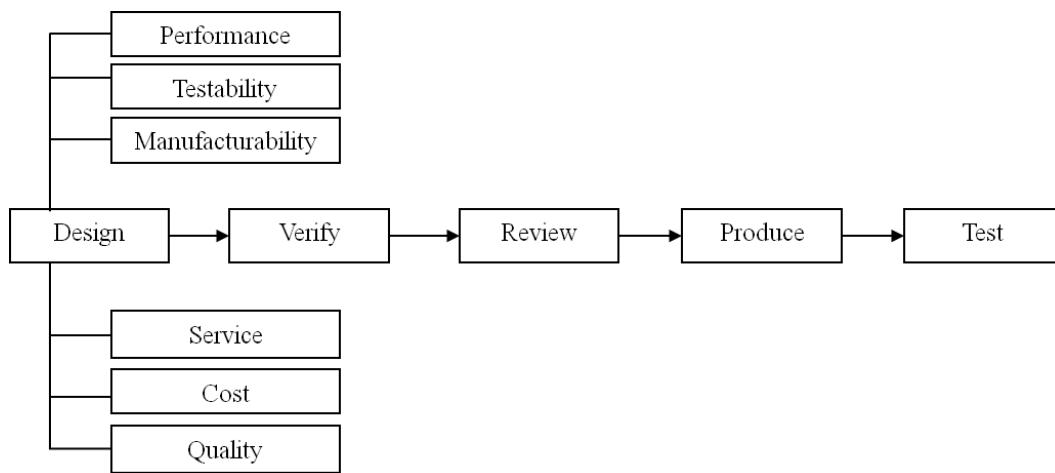 Performance
Testability
Manufacturability
Design
Verify
Review
Produce
Test
Service
Cost
Quality